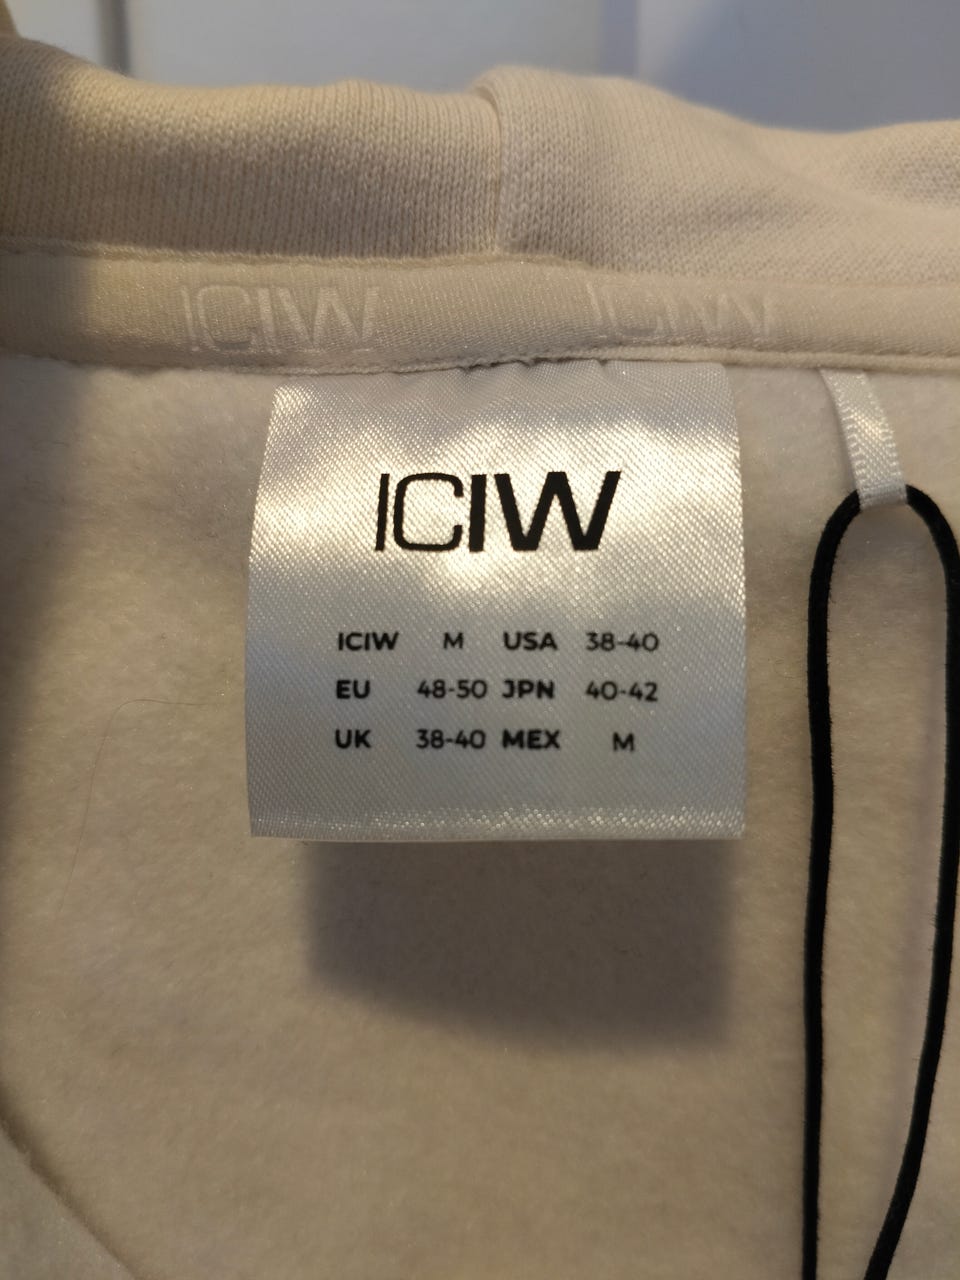 ICIW ICIW
ICIW
ICIW M USA 38-40
EU 48-50 JPN 40-42
UK 38-40 MEX M